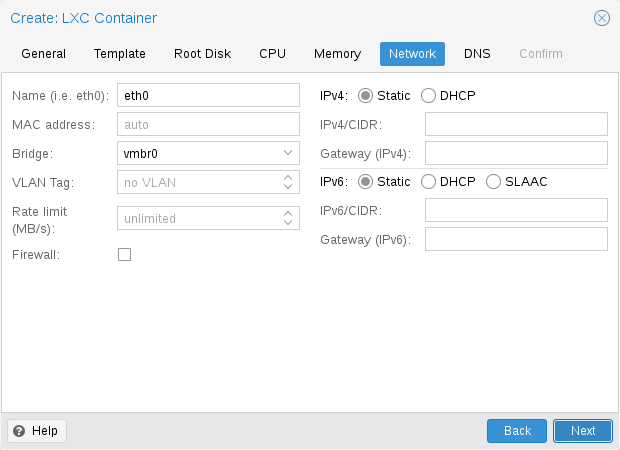 Create: LXC Container
General Template Root Disk CPU Memory Network DNS Confirm
Name (i.e. eth0): eth0
MAC address: auto
Bridge: vmbr0
VLAN Tag: no VLAN
Rate limit
(MB/s): unlimited
Firewall:
IPv4: Static DHCP
IPv4/CIDR:
Gateway (IPv4):
IPv6: Static DHCP SLAAC
IPv6/CIDR:
Gateway (IPv6):
? Help Back Next